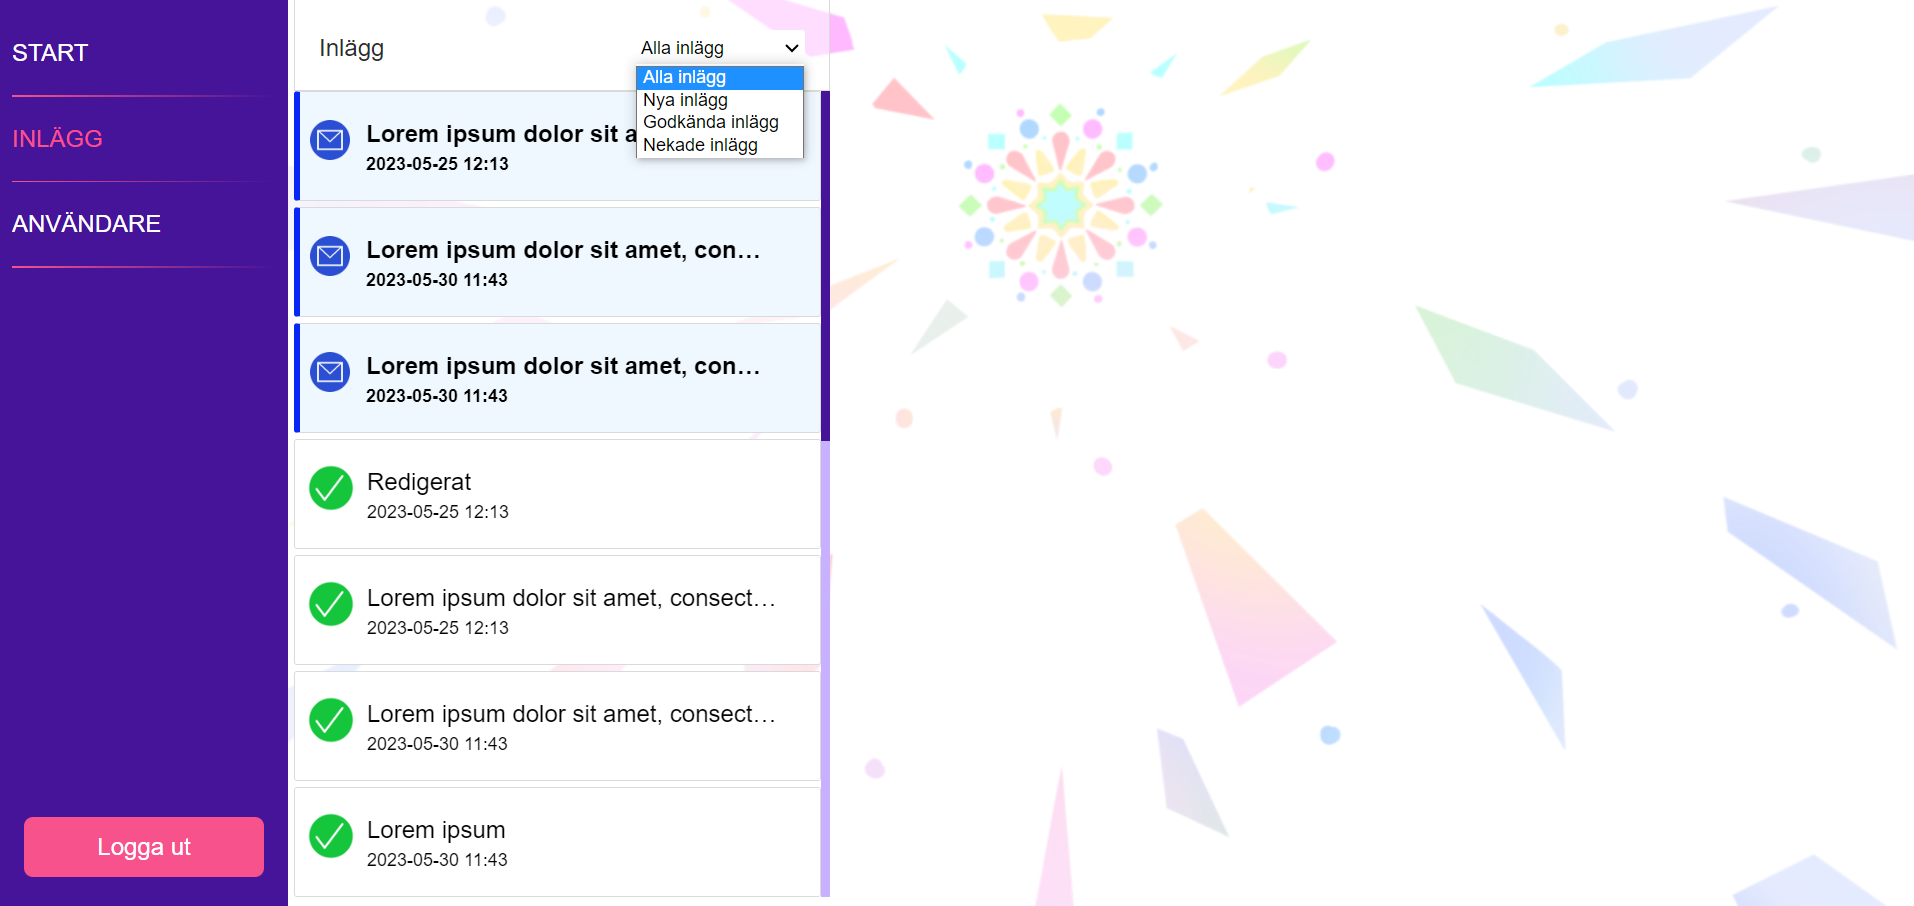 START
INLÄGG
ANVÄNDARE
Logga ut
Inlägg
Alla inlägg
Alla inlägg
Nya inlägg
Godkända inlägg
Nekade inlägg
Lorem ipsum dolor sit a
2023-05-25 12:13
Lorem ipsum dolor sit amet, con...
2023-05-30 11:43
Lorem ipsum dolor sit amet, con...
2023-05-30 11:43
Redigerat
2023-05-25 12:13
Lorem ipsum dolor sit amet, consect...
2023-05-25 12:13
Lorem ipsum dolor sit amet, consect...
2023-05-30 11:43
Lorem ipsum
2023-05-30 11:43